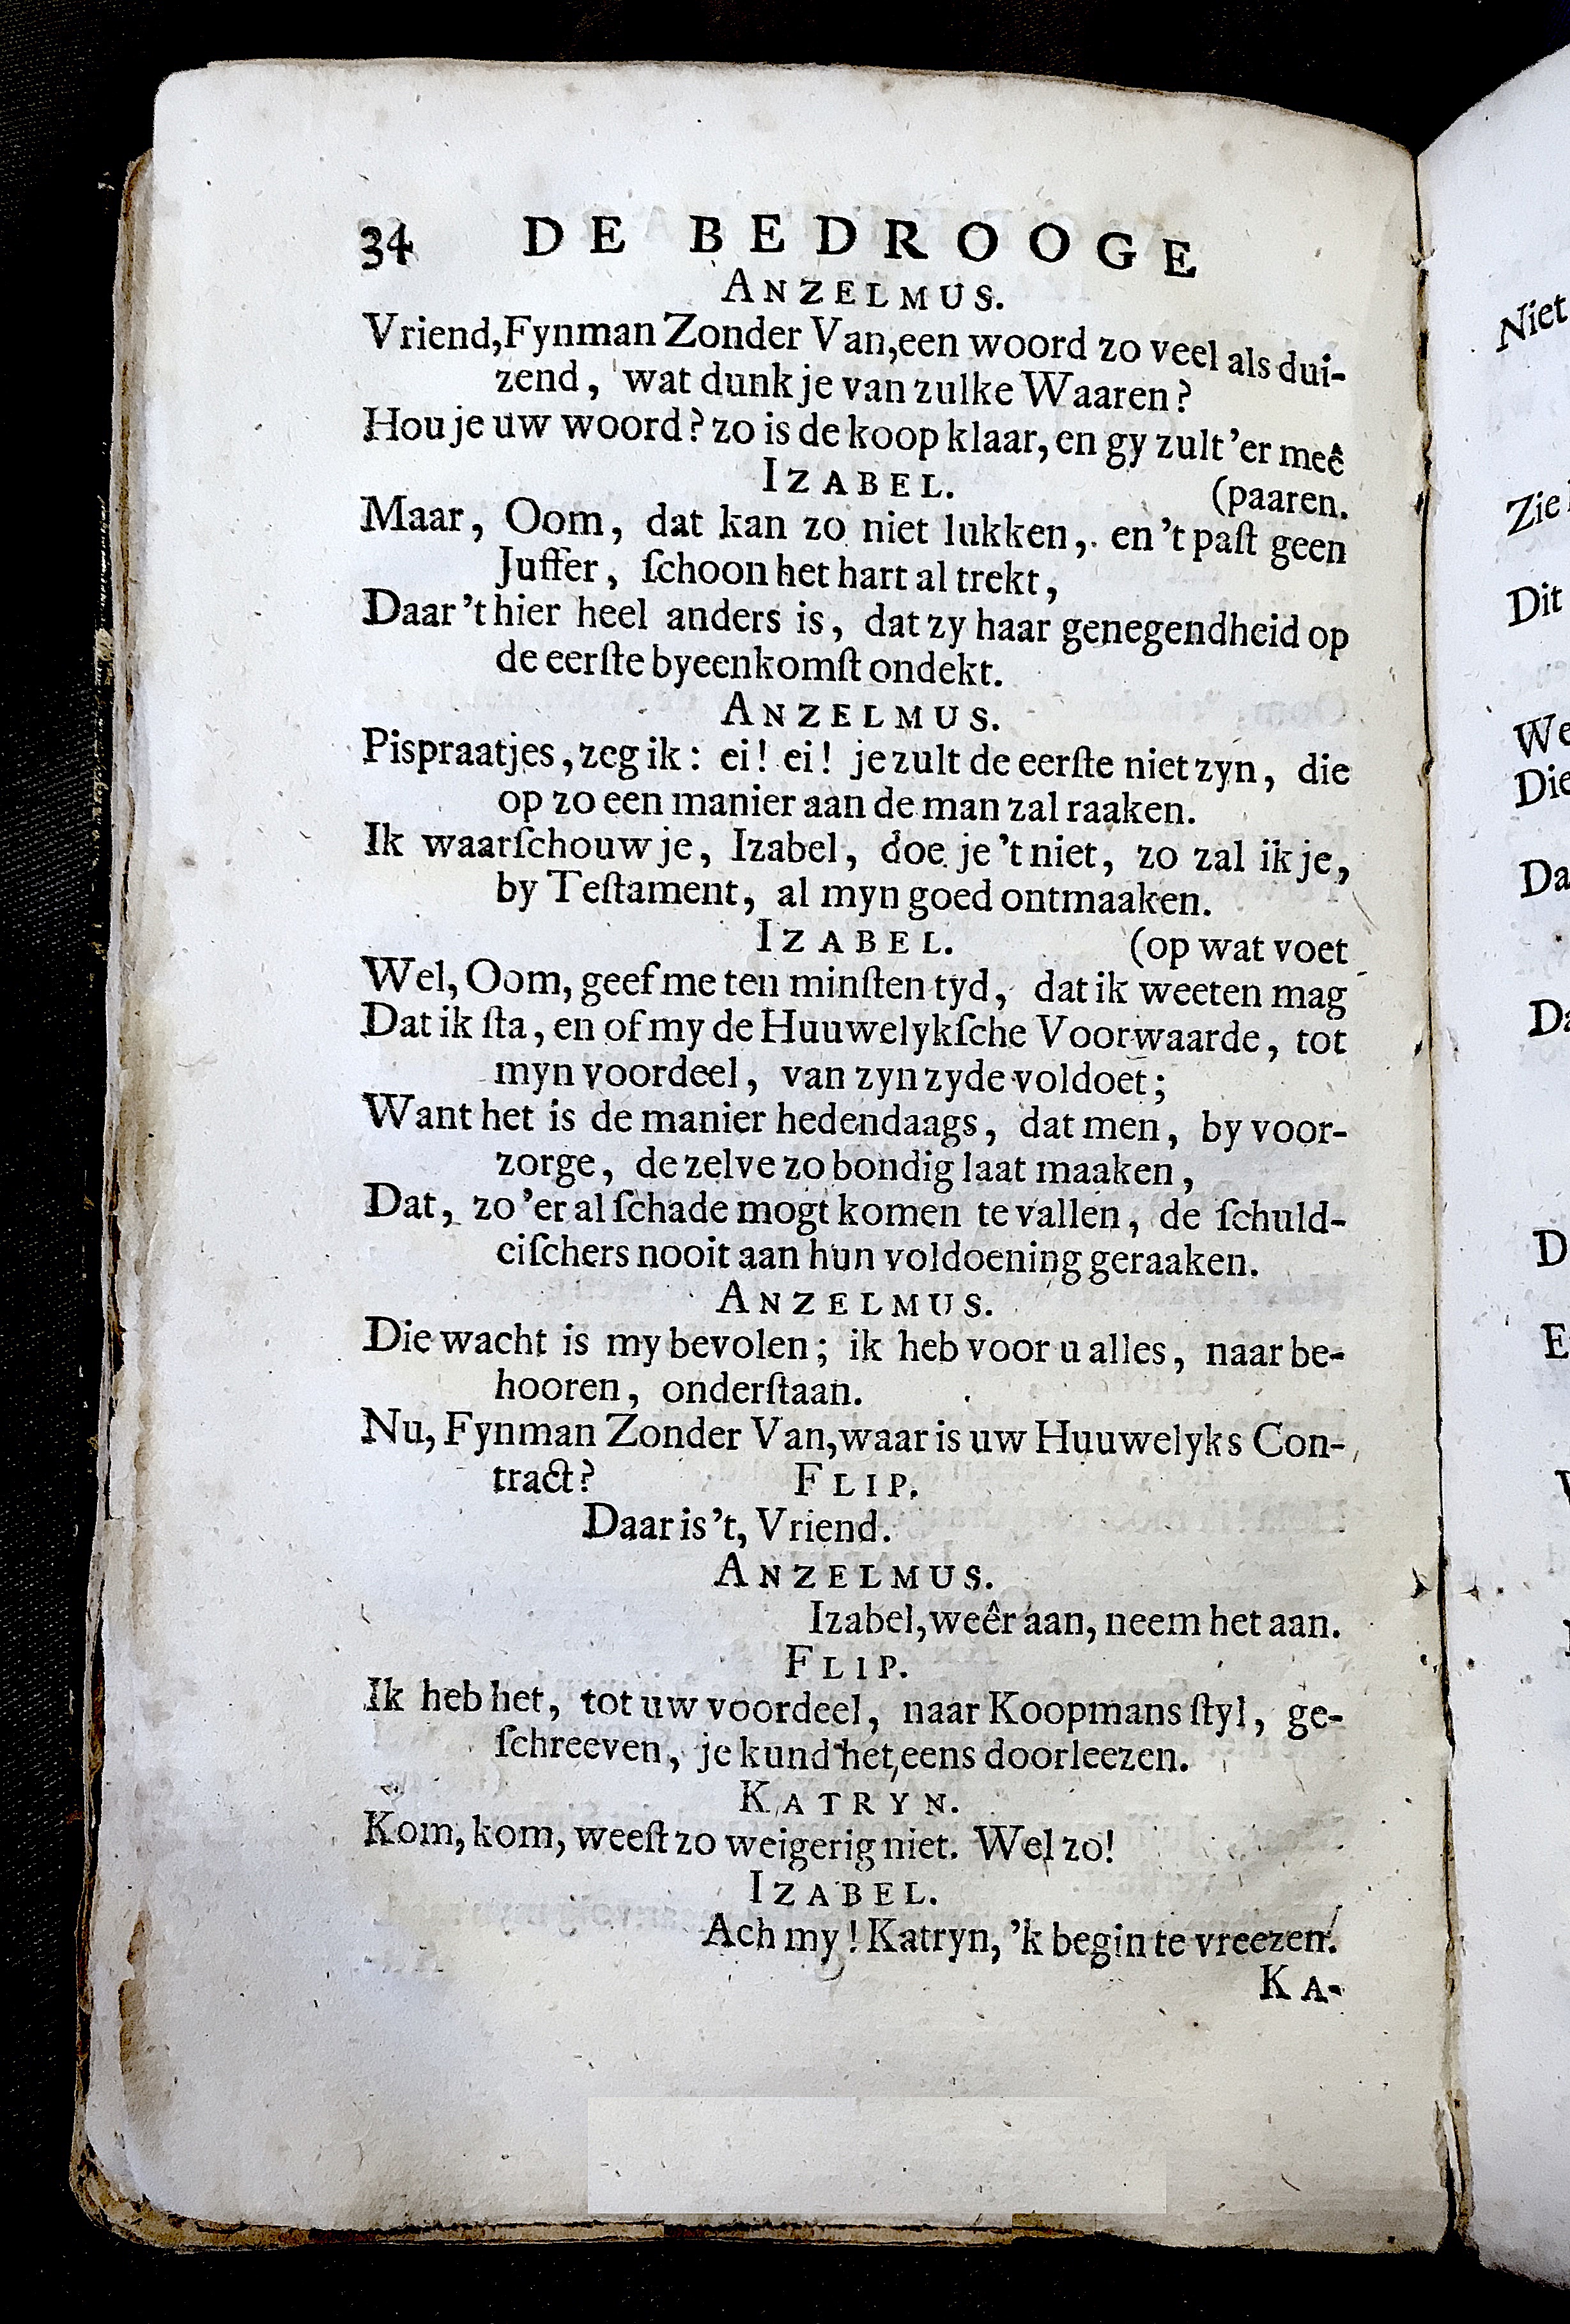 34 DE BEDROOGE
ANZELMUS.
Vriend, Fynman Zonder Van, een woord zo veel als dui-
zend, wat dunk je van zulke Waaren?
Hou je uw woord? zo is de koop klaar, en gy zult 'er meê
IZABEL. (paaren.
Maar, Oom, dat kan zo niet lukken, en 't paſt geen
Juffer, ſchoon het hart al trekt,
Daar 't hier heel anders is, dat zy haar genegendheid op
de eerſte byeenkomſt ondekt.
ANZELMUS.
Pispraatjes, zeg ik: ei! ei! je zult de eerſte niet zyn, die
op zo een manier aan de man zal raaken.
Ik waarſchouw je, Izabel, doe je 't niet, zo zal ik je,
by Teſtament, al myn goed ontmaaken.
IZABEL. (op wat voet
Wel, Oom, geef me ten minſten tyd, dat ik weeten mag
Dat ik ſta, en of my de Huuwelykſche Voorwaarde, tot
myn voordeel, van zyn zyde voldoet;
Want het is de manier hedendaags, dat men, by voor-
zorge, de zelve zo bondig laat maaken,
Dat, zo 'er al ſchade mogt komen te vallen, de ſchuld-
eiſchers nooit aan hun voldoening geraaken.
ANZELMUS.
Die wacht is my bevolen; ik heb voor u alles, naar be-
hooren, onderſtaan.
Nu, Fynman Zonder Van, waar is uw Huuwelyks Con-
tract? FLIP.
Daar is 't, Vriend.
ANZELMUS.
Izabel, weêr aan, neem het aan.
FLIP.
Ik heb het, tot uw voordeel, naar Koopmans ſtyl, ge-
ſchreeven, je kund het eens doorleezen.
KATRYN.
Kom, kom, weeſt zo weigerig niet. Wel zo!
IZABEL.
Ach my! Katryn, 'k begin te vreezen.
KA-
Niet
Zie
Dit
We
Die
Da
Da
D
E